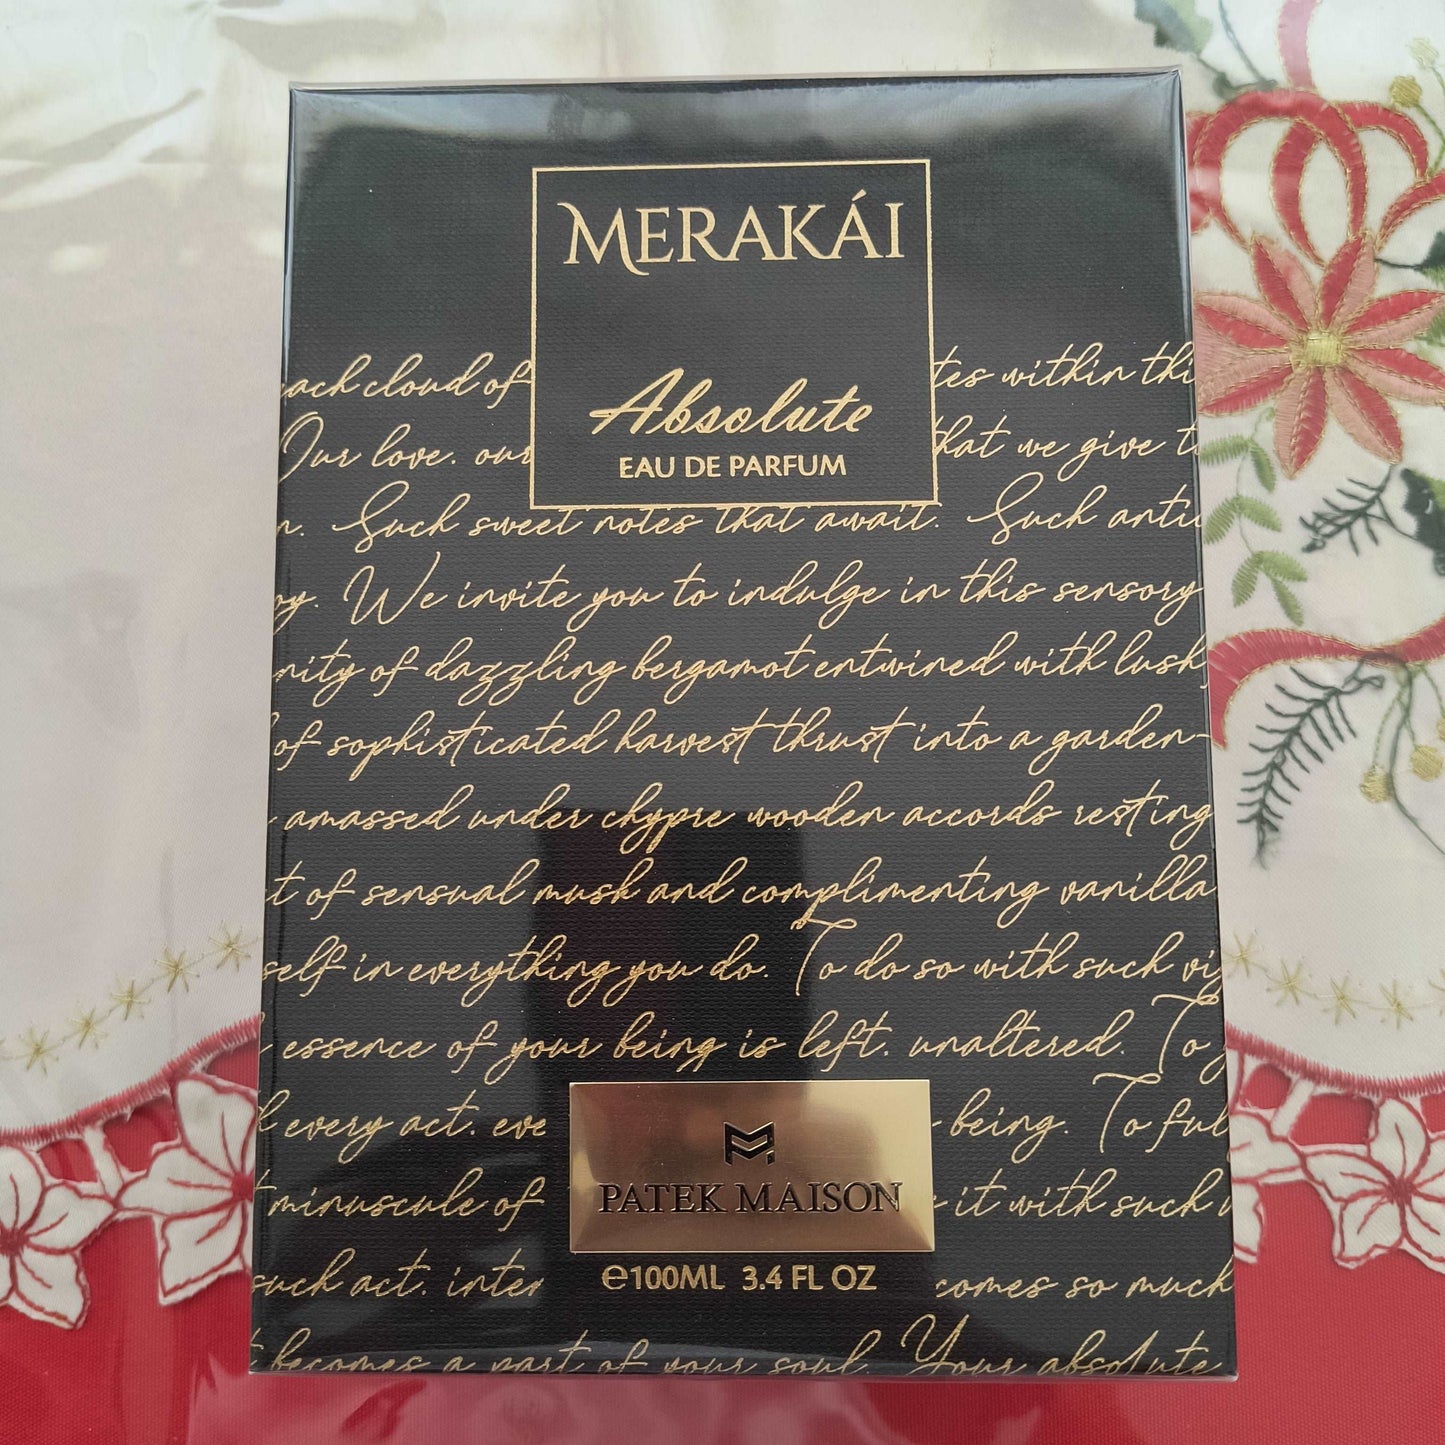 MERAKÁI
Absolute
EAU DE PARFUM
each cloud of tes within thi
Our love. our that we give t
n. Such sweet notes that await. Such antic
oy. We invite you to indulge in this sensory
nity of dazzling bergamot entwined with lush
of sophisticated harvest thrust into a garden-
amassed under chypre wooden accords resting
t of sensual musk and complimenting vanilla
self in everything you do. To do so with such vi
essence of your being is left. unaltered. To
every act. eve being. To ful
minuscule of it with such
such act. inter comes so much
t becomes a part of your soul. Your absolute
PATEK MAISON
e100ML 3.4 FL OZ